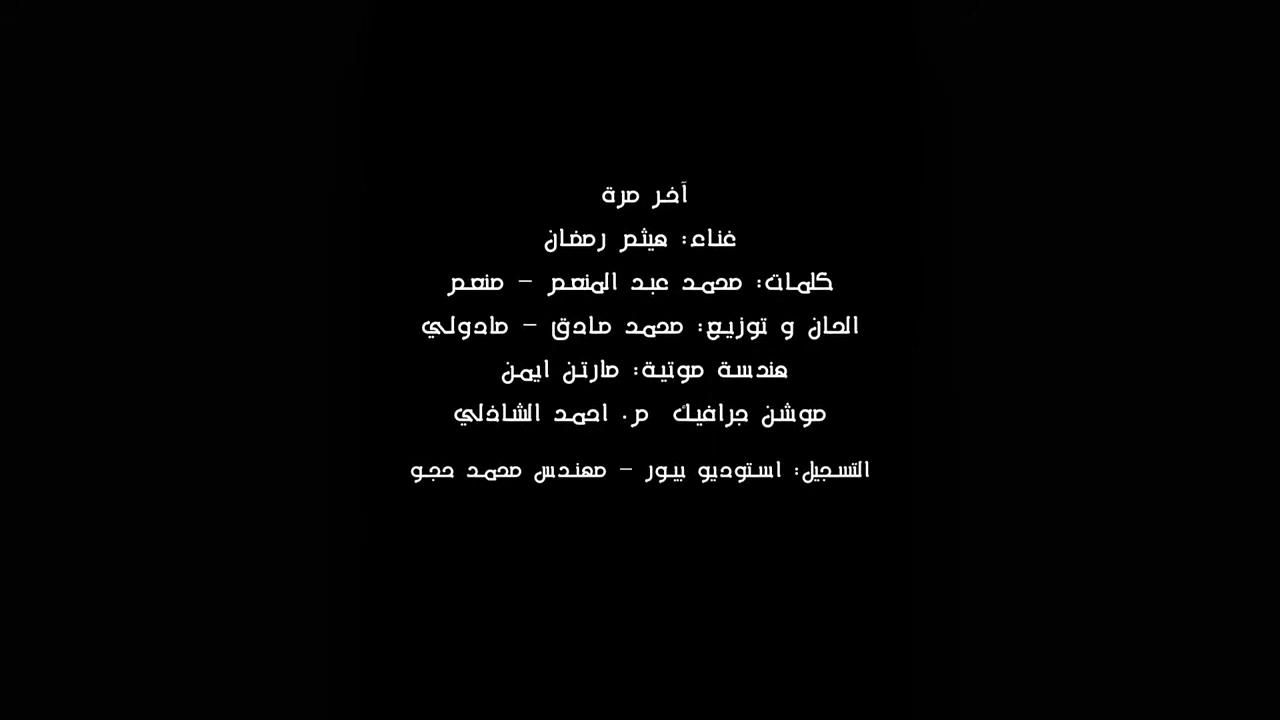 آخر مرة
غناء: هيثم رمضان
كلمات: محمد عبد المنعم - منعم
الحان و توزيع: محمد صادق - صادولي
هندسة صوتية: مارتن ايمن
موشن جرافيك م. احمد الشاذلي
التسجيل: استوديو بيور - مهندس محمد حجو